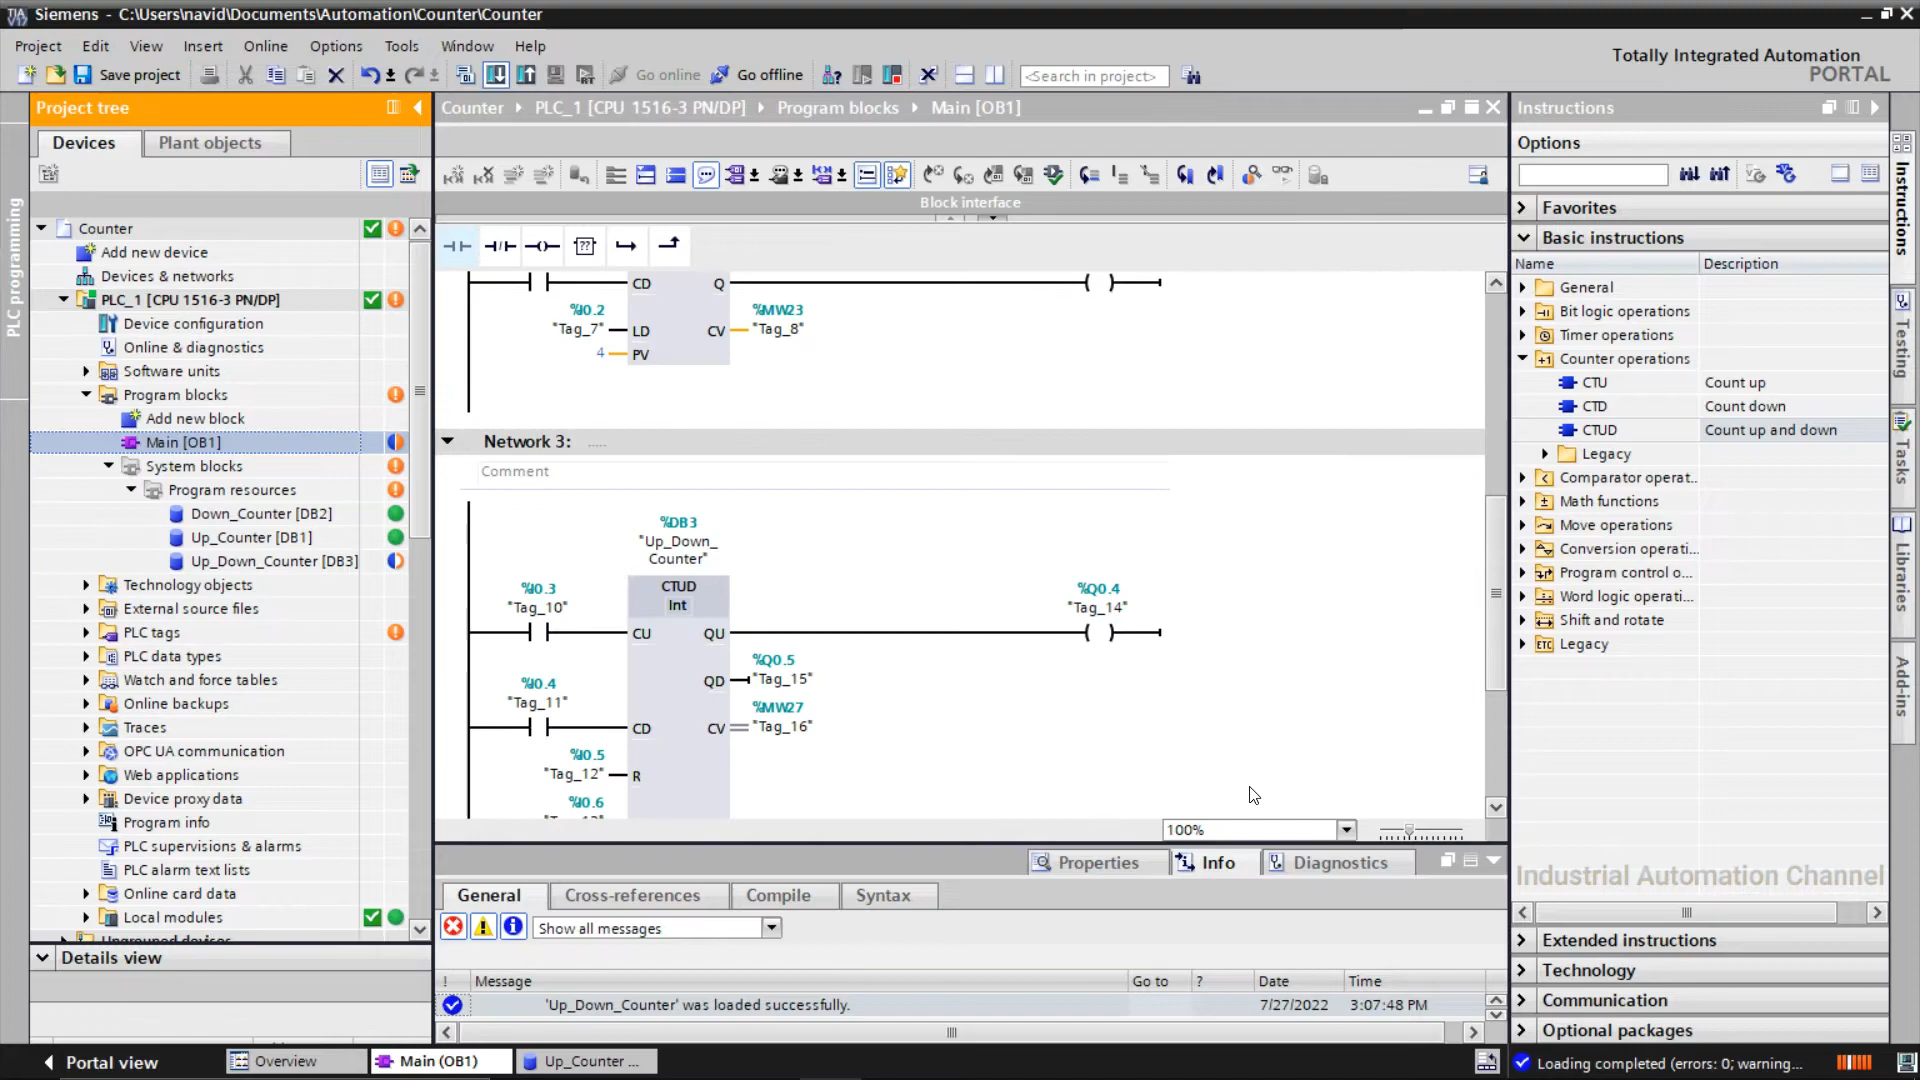 Siemens - C:\Users\navid\Documents\Automation\Counter\Counter
Project Edit View Insert Online Options Tools Window Help
Totally Integrated Automation
PORTAL
Save project
Go online
Go offline
<Search in project>
Project tree
Counter PLC_1 [CPU 1516-3 PN/DP] Program blocks Main [OB1]
Instructions
Devices
Plant objects
Options
Block interface
PLC programming
Counter
Add new device
Devices & networks
PLC_1 [CPU 1516-3 PN/DP]
Device configuration
Online & diagnostics
Software units
Program blocks
Add new block
Main [OB1]
System blocks
Program resources
Down_Counter [DB2]
Up_Counter [DB1]
Up_Down_Counter [DB3]
Technology objects
External source files
PLC tags
PLC data types
Watch and force tables
Online backups
Traces
OPC UA communication
Web applications
Device proxy data
Program info
PLC supervisions & alarms
PLC alarm text lists
Online card data
Local modules
Details view
CD Q
%I0.2
"Tag_7" LD
4 PV
%MW23
CV "Tag_8"
Network 3: .....
Comment
%DB3
"Up_Down_
Counter"
CTUD
Int
%I0.3
"Tag_10"
CU QU
%Q0.4
"Tag_14"
%Q0.5
QD "Tag_15"
%I0.4
"Tag_11"
CD
%MW27
CV "Tag_16"
%I0.5
"Tag_12" R
%I0.6
100%
Properties
Info
Diagnostics
General
Cross-references
Compile
Syntax
Show all messages
! Message Go to ? Date Time
'Up_Down_Counter' was loaded successfully. 7/27/2022 3:07:48 PM
Favorites
Basic instructions
Name Description
General
Bit logic operations
Timer operations
Counter operations
CTU Count up
CTD Count down
CTUD Count up and down
Legacy
Comparator operat...
Math functions
Move operations
Conversion operati...
Program control o...
Word logic operati...
Shift and rotate
Legacy
Industrial Automation Channel
Extended instructions
Technology
Communication
Optional packages
Instructions
Testing
Tasks
Libraries
Add-ins
Portal view
Overview
Main (OB1)
Up_Counter ...
Loading completed (errors: 0; warning...